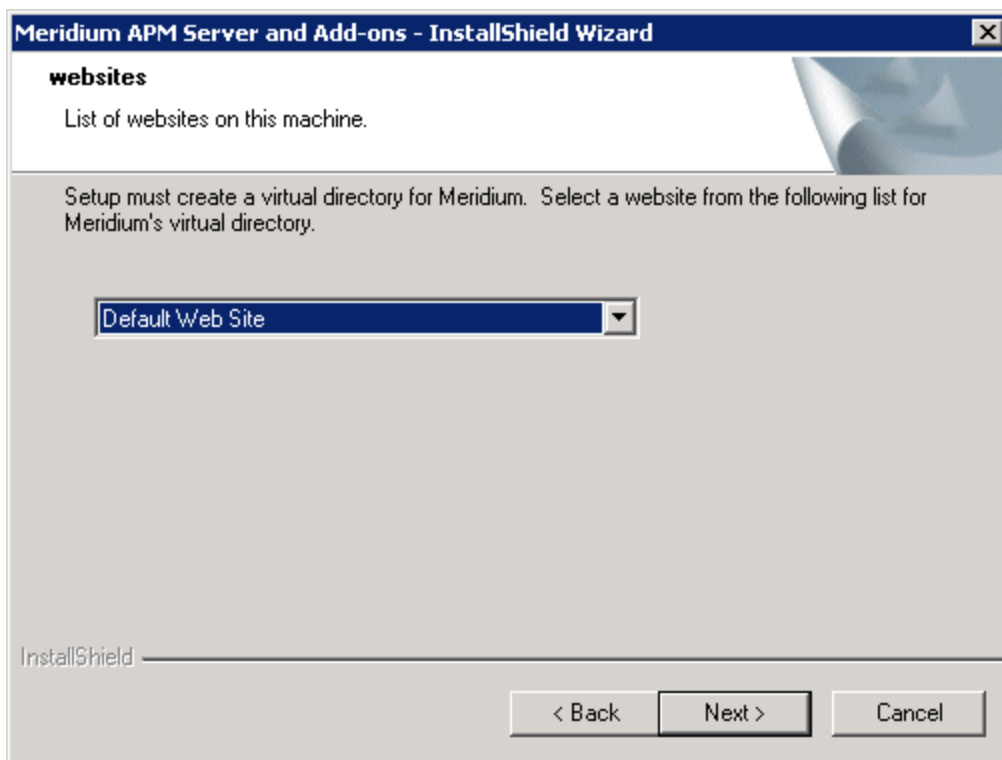 Meridium APM Server and Add-ons - InstallShield Wizard
websites
List of websites on this machine.
Setup must create a virtual directory for Meridium.  Select a website from the following list for
Meridium's virtual directory.
Default Web Site
InstallShield
< Back
Next >
Cancel